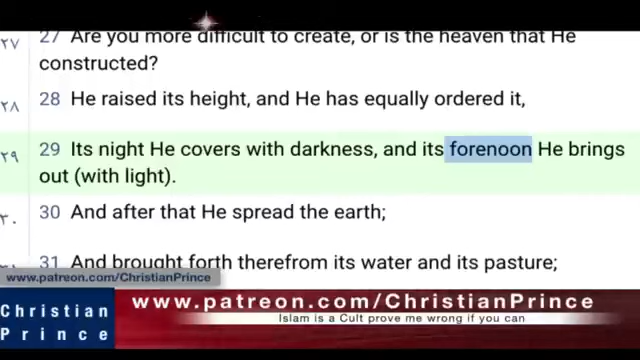 ٢٧ 27 Are you more difficult to create, or is the heaven that He
constructed?
٢٨ 28 He raised its height, and He has equally ordered it,
٢٩ 29 Its night He covers with darkness, and its forenoon He brings
out (with light).
٣٠ 30 And after that He spread the earth;
31 And brought forth therefrom its water and its pasture;
www.patreon.com/ChristianPrince
Christian
Prince
www.patreon.com/ChristianPrince
Islam is a Cult prove me wrong if you can